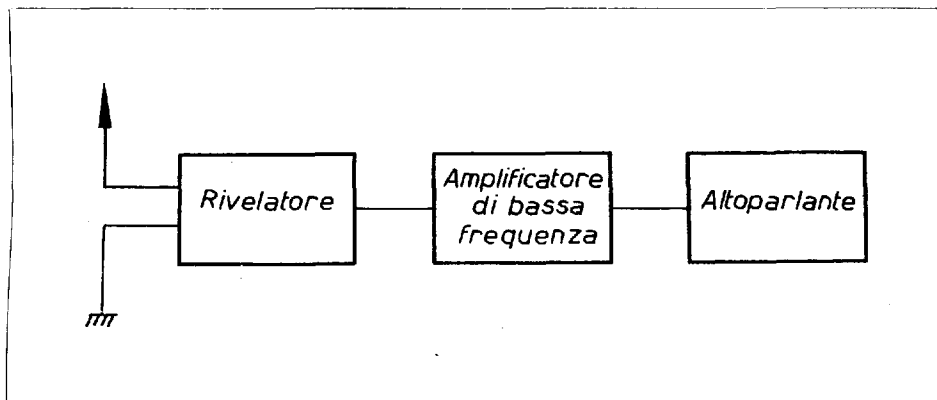 Rivelatore
Amplificatore
di bassa
frequenza
Altoparlante